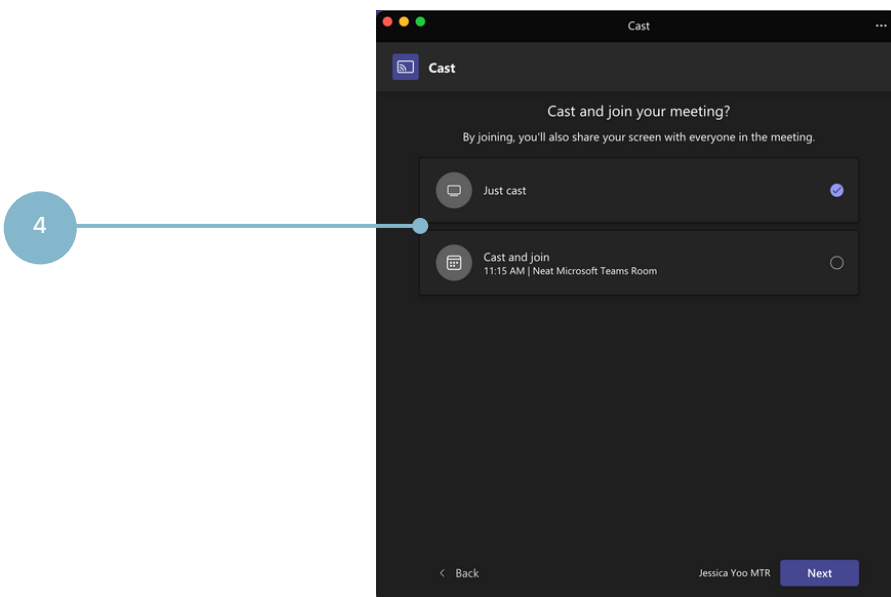 Cast
Cast
Cast and join your meeting?
By joining, you'll also share your screen with everyone in the meeting.
Just cast
4
Cast and join
11:15 AM | Neat Microsoft Teams Room
Back
Jessica Yoo MTR
Next